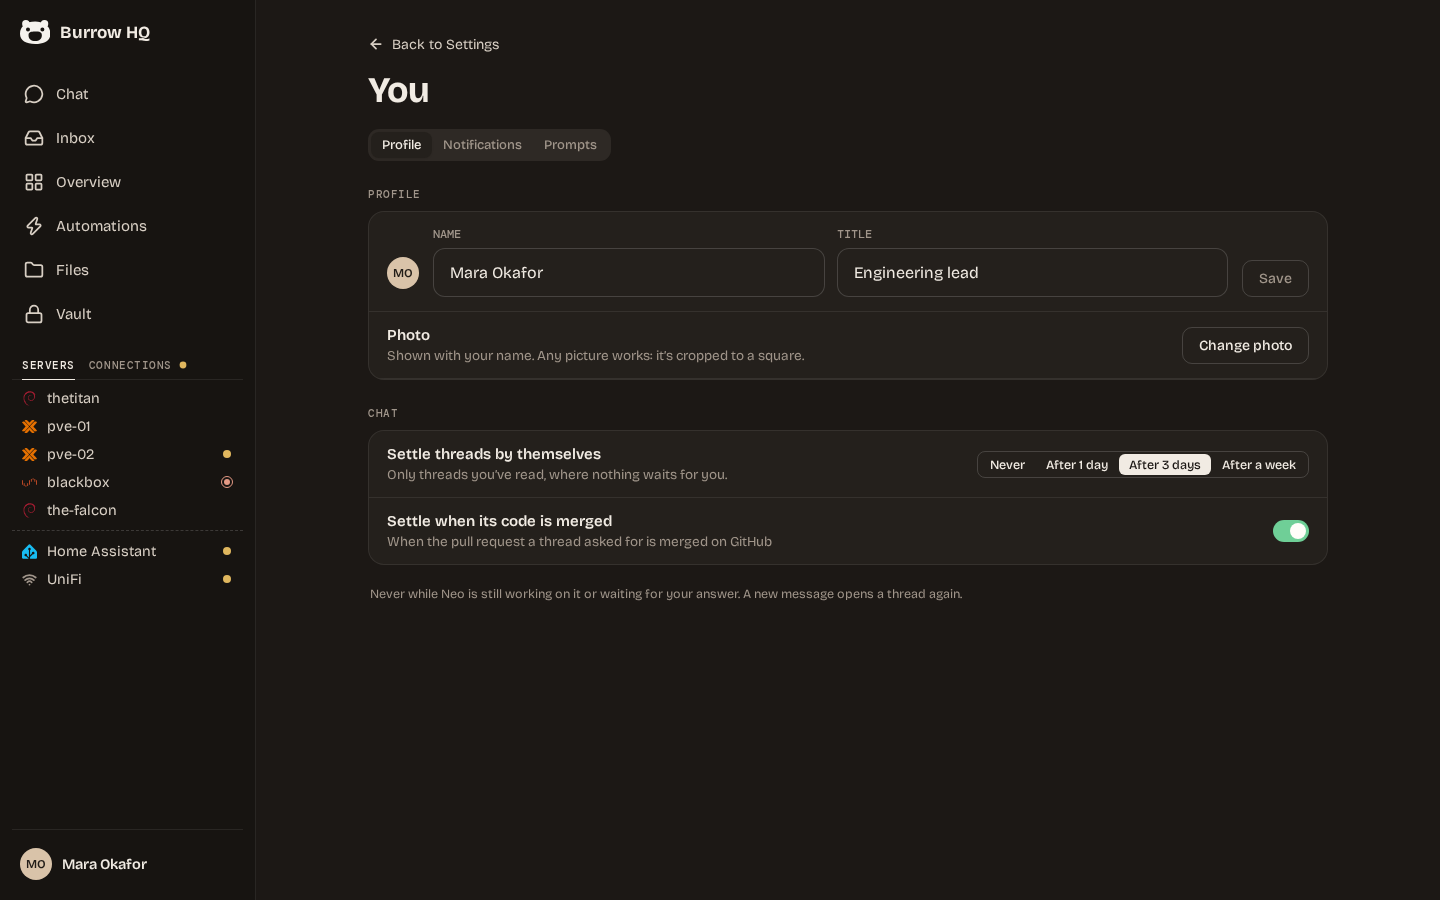 Burrow HQ
Chat
Inbox
Overview
Automations
Files
Vault
SERVERS CONNECTIONS
thetitan
pve-01
pve-02
blackbox
the-falcon
Home Assistant
UniFi
MO Mara Okafor
Back to Settings
You
Profile Notifications Prompts
PROFILE
NAME TITLE
MO Mara Okafor Engineering lead Save
Photo
Shown with your name. Any picture works: it's cropped to a square.
Change photo
CHAT
Settle threads by themselves
Only threads you've read, where nothing waits for you.
Never After 1 day After 3 days After a week
Settle when its code is merged
When the pull request a thread asked for is merged on GitHub
Never while Neo is still working on it or waiting for your answer. A new message opens a thread again.